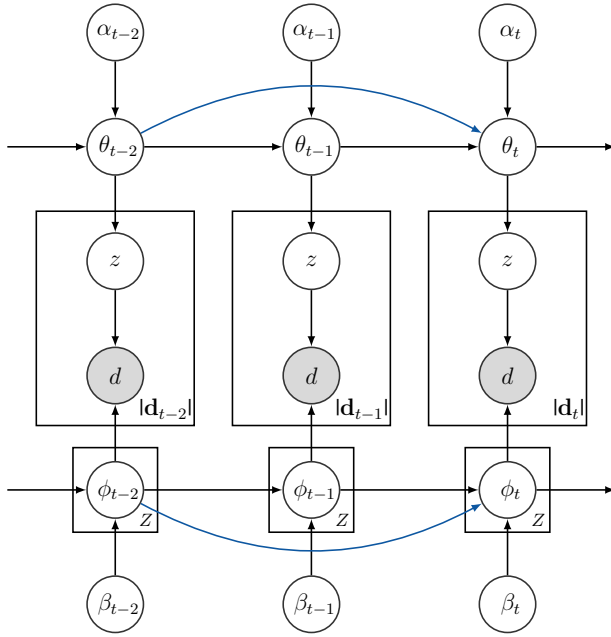 α_{t−2} α_{t−1} α_t
θ_{t−2} θ_{t−1} θ_t
z z z
d d d
|𝐝_{t−2}| |𝐝_{t−1}| |𝐝_t|
ϕ_{t−2} ϕ_{t−1} ϕ_t
Z Z Z
β_{t−2} β_{t−1} β_t